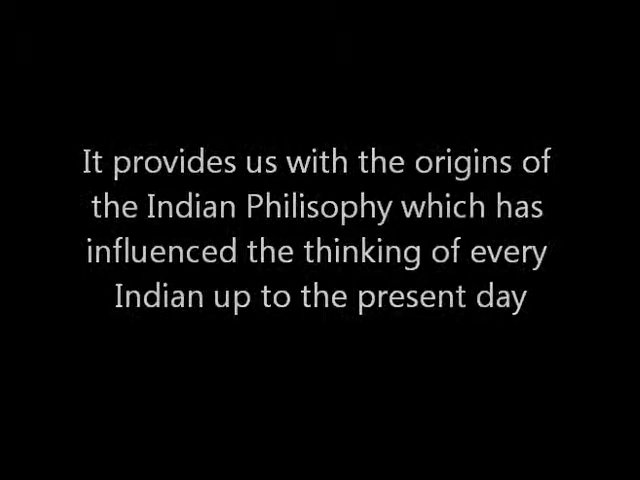 It provides us with the origins of
the Indian Philisophy which has
influenced the thinking of every
Indian up to the present day